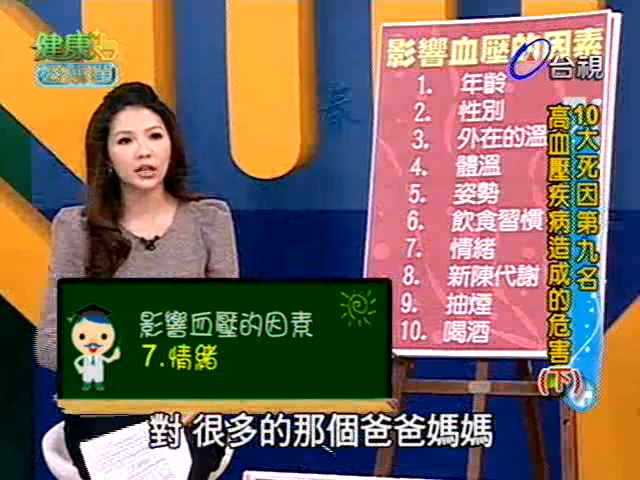 健康
影響血壓的因素
台視
1. 年齡
2. 性別
3. 外在的溫
4. 體溫
5. 姿勢
6. 飲食習慣
7. 情緒
8. 新陳代謝
9. 抽煙
10. 喝酒
10大死因第九名
高血壓疾病造成的危害(下)
影響血壓的因素
7.情緒
對 很多的那個爸爸媽媽